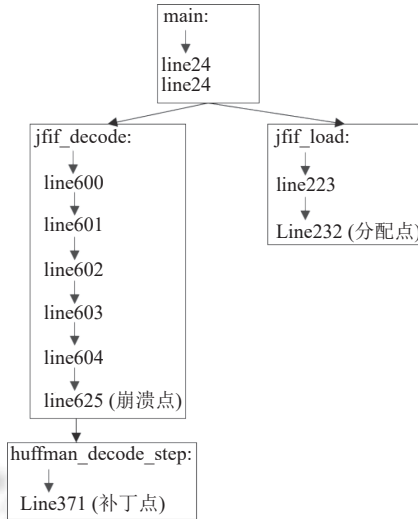 main:
line24
line24
jfif_decode:
line600
line601
line602
line603
line604
line625 (崩溃点)
jfif_load:
line223
Line232 (分配点)
huffman_decode_step:
Line371 (补丁点)